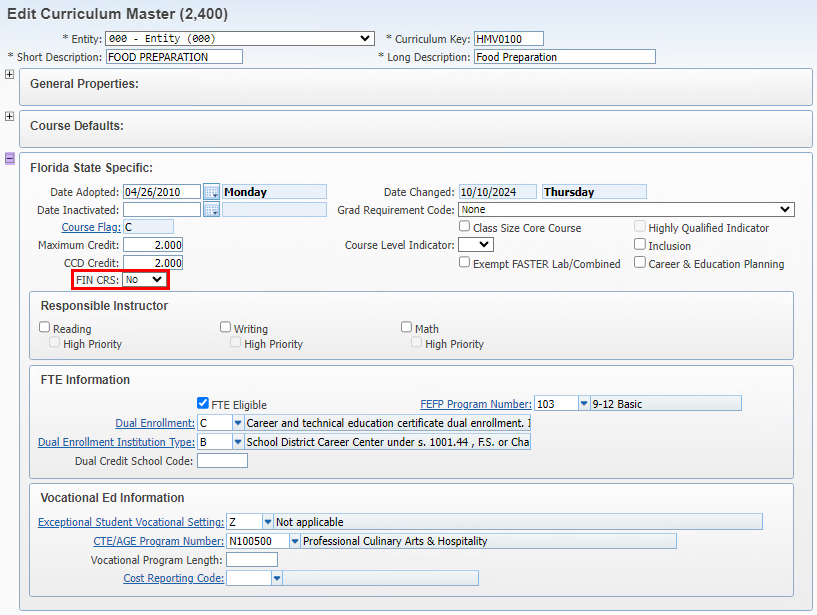 Edit Curriculum Master (2,400)
* Entity: 000 - Entity (000) * Curriculum Key: HMV0100
* Short Description: FOOD PREPARATION * Long Description: Food Preparation
General Properties:
Course Defaults:
Florida State Specific:
Date Adopted: 04/26/2010 Monday Date Changed: 10/10/2024 Thursday
Date Inactivated: Grad Requirement Code: None
Course Flag: C Class Size Core Course Highly Qualified Indicator
Maximum Credit: 2.000 Course Level Indicator: Inclusion
CCD Credit: 2.000 Exempt FASTER Lab/Combined Career & Education Planning
FIN CRS: No
Responsible Instructor
Reading Writing Math
High Priority High Priority High Priority
FTE Information
FTE Eligible FEFP Program Number: 103 9-12 Basic
Dual Enrollment: C Career and technical education certificate dual enrollment.
Dual Enrollment Institution Type: B School District Career Center under s. 1001.44 , F.S. or Cha
Dual Credit School Code:
Vocational Ed Information
Exceptional Student Vocational Setting: Z Not applicable
CTE/AGE Program Number: N100500 Professional Culinary Arts & Hospitality
Vocational Program Length:
Cost Reporting Code: